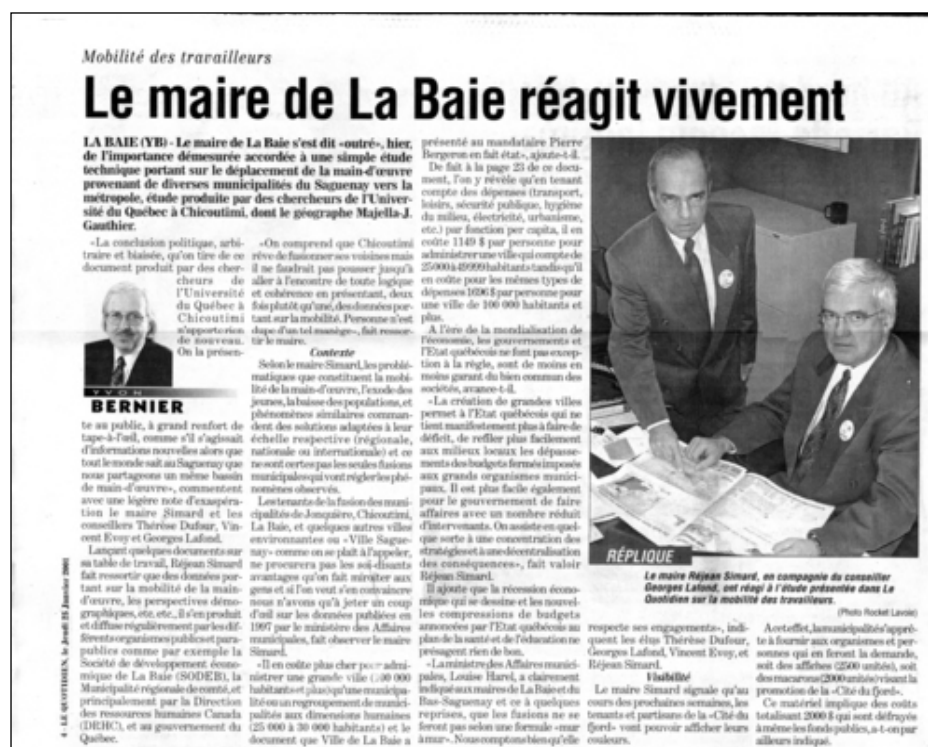 Mobilité des travailleurs
Le maire de La Baie réagit vivement
LA BAIE (YB) - Le maire de La Baie s'est dit «outré», hier,
de l'importance démesurée accordée à une simple étude
technique portant sur le déplacement de la main-d'œuvre
provenant de diverses municipalités du Saguenay vers la
métropole, étude produite par des chercheurs de l'Univer-
sité du Québec à Chicoutimi, dont le géographe Majella-J.
Gauthier.
«La conclusion politique, arbi-
traire et biaisée, qu'on tire de ce
document produit par des cher-
cheurs de
l'Université
du Québec à
Chicoutimi
n'apporte rien
de nouveau.
On la présen-
YVON
BERNIER
te au public, à grand renfort de
tape-à-l'œil, comme s'il s'agissait
d'informations nouvelles alors que
tout le monde sait au Saguenay que
nous partageons un même bassin
de main-d'œuvre», commentent
avec une légère note d'exaspéra-
tion le maire Simard et les
conseillers Thérèse Dufour, Vin-
cent Evoy et Georges Lafond.
Lançant quelques documents sur
sa table de travail, Réjean Simard
fait ressortir que des données por-
tant sur la mobilité de la main-
d'œuvre, les perspectives démo-
graphiques, etc. etc., il s'en produit
et diffuse régulièrement par les dif-
férents organismes publics et para-
publics comme par exemple la
Société de développement écono-
mique de La Baie (SODEB), la
Municipalité régionale de comté, et
principalement par la Direction
des ressources humaines Canada
(DEHC), et au gouvernement du
Québec.
«On comprend que Chicoutimi
rêve de fusionner ses voisines mais
il ne faudrait pas pousser jusqu'à
aller à l'encontre de toute logique
et cohérence en présentant, deux
fois plutôt qu'une, des données por-
tant sur la mobilité. Personne n'est
dupe d'un tel manège», fait ressor-
tir le maire.
Contexte
Selon le maire Simard, les problé-
matiques que constituent la mobi-
lité de la main-d'œuvre, l'exode des
jeunes, la baisse des populations, et
phénomènes similaires comman-
dent des solutions adaptées à leur
échelle respective (régionale,
nationale ou internationale) et ce
ne sont certes pas les seules fusions
municipales qui vont régler les phé-
nomènes observés.
Les tenants de la fusion des muni-
cipalités de Jonquière, Chicoutimi,
La Baie, et quelques autres villes
environnantes ou «Ville Sague-
nay» comme on se plaît à l'appeler,
ne procurera pas les soi-disants
avantages qu'on fait miroiter aux
gens et si l'on veut s'en convaincre
nous n'avons qu'à jeter un coup
d'œil sur les données publiées en
1997 par le ministère des Affaires
municipales, fait observer le maire
Simard.
«Il en coûte plus cher pour admi-
nistrer une grande ville (100 000
habitants et plus) qu'une municipa-
lité ou un regroupement de munici-
palités aux dimensions humaines
(25 000 à 30 000 habitants) et le
document que Ville de La Baie a
présenté au mandataire Pierre
Bergeron en fait état», ajoute-t-il.
De fait à la page 23 de ce docu-
ment, l'on y révèle qu'en tenant
compte des dépenses (transport,
loisirs, sécurité publique, hygiène
du milieu, électricité, urbanisme,
etc.) par fonction per capita, il en
coûte 1149 $ par personne pour
administrer une ville qui compte de
25 000 à 49 999 habitants tandis qu'il
en coûte pour les mêmes types de
dépenses 1696 $ par personne pour
une ville de 100 000 habitants et
plus.
A l'ère de la mondialisation de
l'économie, les gouvernements et
l'Etat québécois ne font pas excep-
tion à la règle, sont de moins en
moins garant du bien commun des
sociétés, avance-t-il.
«La création de grandes villes
permet à l'Etat québécois qui ne
tient manifestement plus à faire de
déficit, de refiler plus facilement
aux milieux locaux les dépasse-
ments des budgets fermés imposés
aux grands organismes munici-
paux. Il est plus facile également
pour le gouvernement de faire
affaires avec un nombre réduit
d'intervenants. On assiste en quel-
que sorte à une concentration des
stratégies et à une décentralisation
des conséquences», fait valoir
Réjean Simard.
Il ajoute que la récession écono-
mique qui se dessine et les nouvel-
les compressions de budgets
annoncées par l'Etat québécois au
plan de la santé et de l'éducation ne
présagent rien de bon.
«La ministre des Affaires munici-
pales, Louise Harel, a clairement
indiqué aux maires de La Baie et du
Bas-Saguenay et ce à quelques
reprises, que les fusions ne se
feront pas selon une formule «mur
à mur». Nous comptons bien qu'elle
RÉPLIQUE
Le maire Réjean Simard, en compagnie du conseiller
Georges Lafond, ont réagi à l'étude présentée dans Le
Quotidien sur la mobilité des travailleurs.
(Photo Rocket Lavoie)
respecte ses engagements», indi-
quent les élus Thérèse Dufour,
Georges Lafond, Vincent Evoy, et
Réjean Simard.
Visibilité
Le maire Simard signale qu'au
cours des prochaines semaines, les
tenants et partisans de la «Cité du
fjord» vont pouvoir afficher leurs
couleurs.
A cet effet, la municipalité s'apprê-
te à fournir aux organismes et per-
sonnes qui en feront la demande,
soit des affiches (2500 unités), soit
des macarons (2000 unités) visant la
promotion de la «Cité du fjord».
Ce matériel implique des coûts
totalisant 2000 $ qui sont défrayés
à même les fonds publics, a-t-on par
ailleurs indiqué.
4 - LE QUOTIDIEN, le Jeudi 25 Janvier 2001